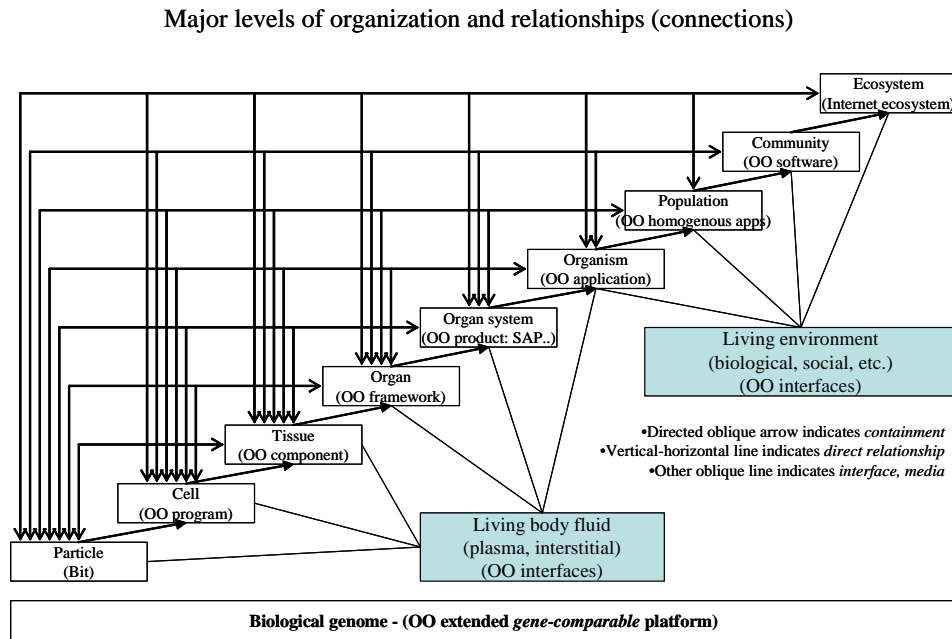 Major levels of organization and relationships (connections)
Ecosystem
(Internet ecosystem)
Community
(OO software)
Population
(OO homogenous apps)
Organism
(OO application)
Organ system
(OO product: SAP..)
Organ
(OO framework)
Tissue
(OO component)
Cell
(OO program)
Particle
(Bit)
Living environment
(biological, social, etc.)
(OO interfaces)
•Directed oblique arrow indicates containment
•Vertical-horizontal line indicates direct relationship
•Other oblique line indicates interface, media
Living body fluid
(plasma, interstitial)
(OO interfaces)
Biological genome - (OO extended gene-comparable platform)